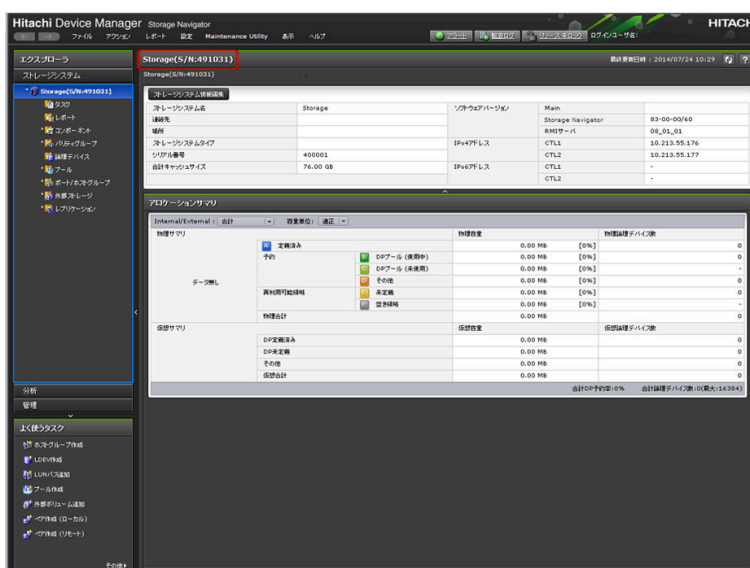 Hitachi Device Manager Storage Navigator
HITACHI
ファイル アクション レポート 設定 Maintenance Utility 表示 ヘルプ
アラート 監査ログ リソース未ロック ログインユーザ名:
エクスプローラ
ストレージシステム
Storage(S/N:491031)
タスク
レポート
コンポーネント
パリティグループ
論理デバイス
プール
ポート/ホストグループ
外部ストレージ
レプリケーション
分析
管理
よく使うタスク
ホストグループ作成
LDEV作成
LUNパス追加
プール作成
外部ボリューム追加
ペア作成 (ローカル)
ペア作成 (リモート)
その他
Storage(S/N:491031)
最終更新日時 : 2014/07/24 10:29
Storage(S/N:491031)
ストレージシステム情報編集
ストレージシステム名 Storage ソフトウェアバージョン Main
連絡先 Storage Navigator 83-00-00/60
場所 RMIサーバ 08_01_01
ストレージシステムタイプ IPv4アドレス CTL1 10.213.55.176
シリアル番号 400001 CTL2 10.213.55.177
合計キャッシュサイズ 76.00 GB IPv6アドレス CTL1 -
CTL2 -
アロケーションサマリ
Internal/External : 合計 容量単位: 適正
物理サマリ 物理容量 物理論理デバイス数
データ無し
定義済み 0.00 MB [0%] 0
予約 DPプール (使用中) 0.00 MB [0%] 0
DPプール (未使用) 0.00 MB [0%] -
その他 0.00 MB [0%] 0
再利用可能領域 未定義 0.00 MB [0%] 0
空き領域 0.00 MB [0%] -
物理合計 0.00 MB 0
仮想サマリ 仮想容量 仮想論理デバイス数
DP定義済み 0.00 MB 0
DP未定義 0.00 MB 0
その他 0.00 MB 0
仮想合計 0.00 MB 0
合計DP予約率:0% 合計論理デバイス数:0(最大:16384)